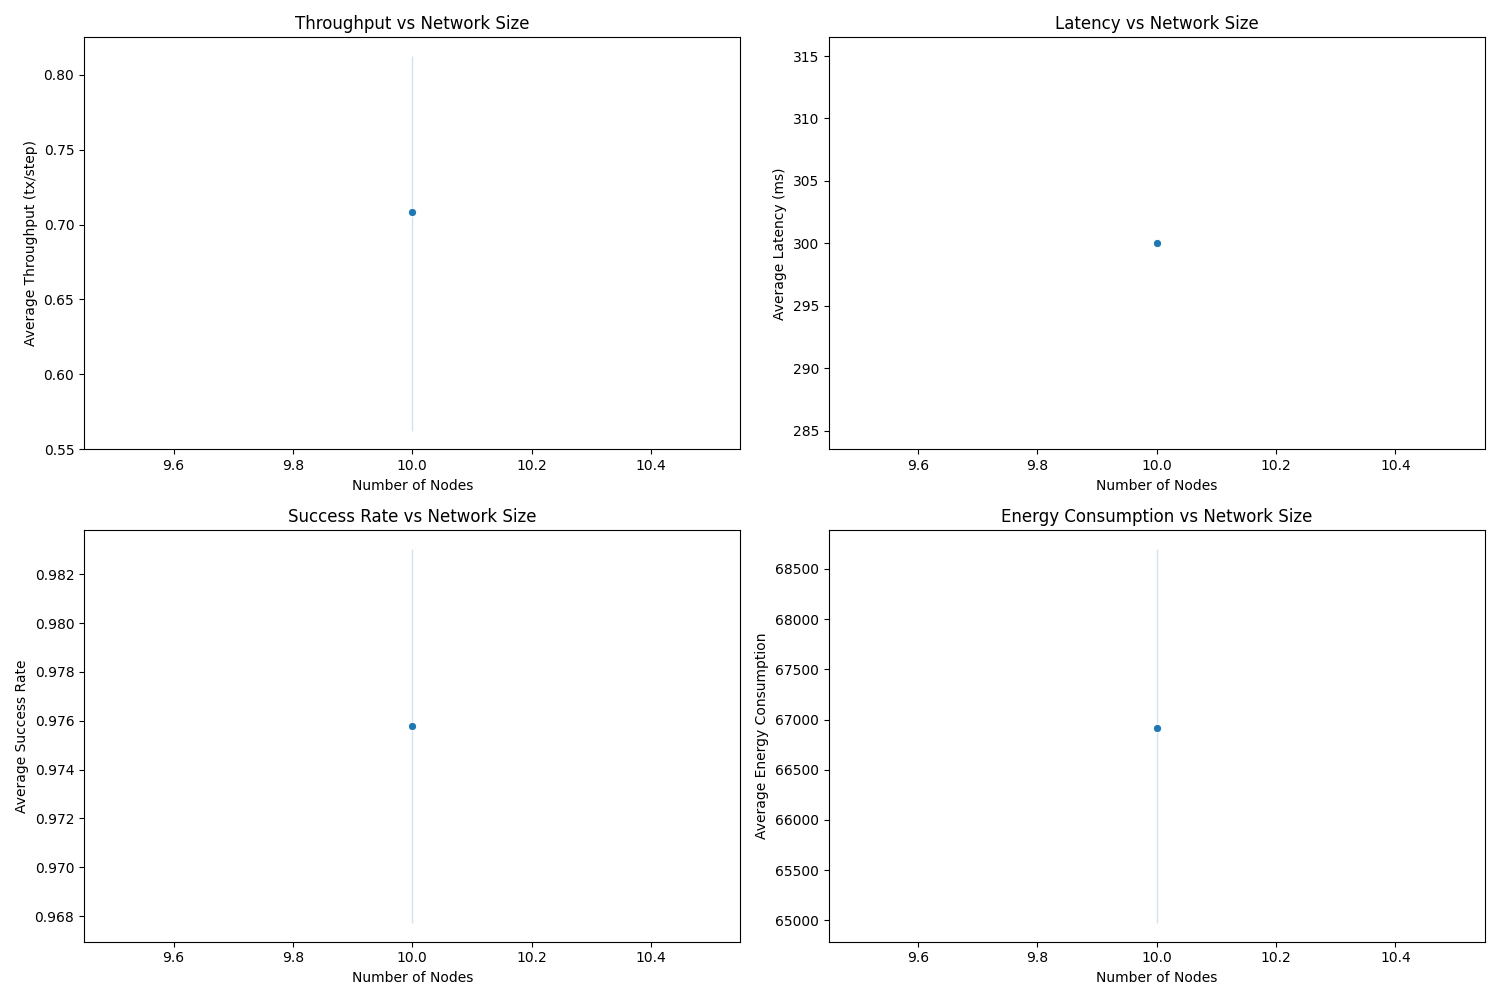 Throughput vs Network Size
Average Throughput (tx/step)
0.80
0.75
0.70
0.65
0.60
0.55
9.6 9.8 10.0 10.2 10.4
Number of Nodes
Latency vs Network Size
Average Latency (ms)
315
310
305
300
295
290
285
9.6 9.8 10.0 10.2 10.4
Number of Nodes
Success Rate vs Network Size
Average Success Rate
0.982
0.980
0.978
0.976
0.974
0.972
0.970
0.968
9.6 9.8 10.0 10.2 10.4
Number of Nodes
Energy Consumption vs Network Size
Average Energy Consumption
68500
68000
67500
67000
66500
66000
65500
65000
9.6 9.8 10.0 10.2 10.4
Number of Nodes